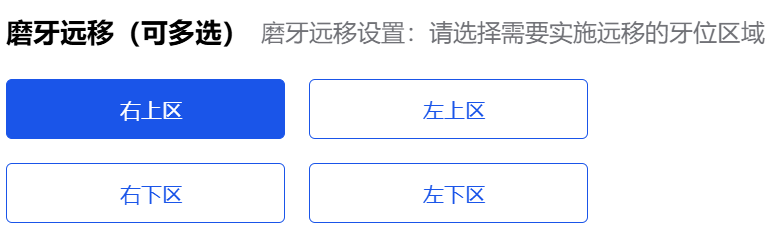 磨牙远移（可多选） 磨牙远移设置：请选择需要实施远移的牙位区域
右上区 左上区
右下区 左下区